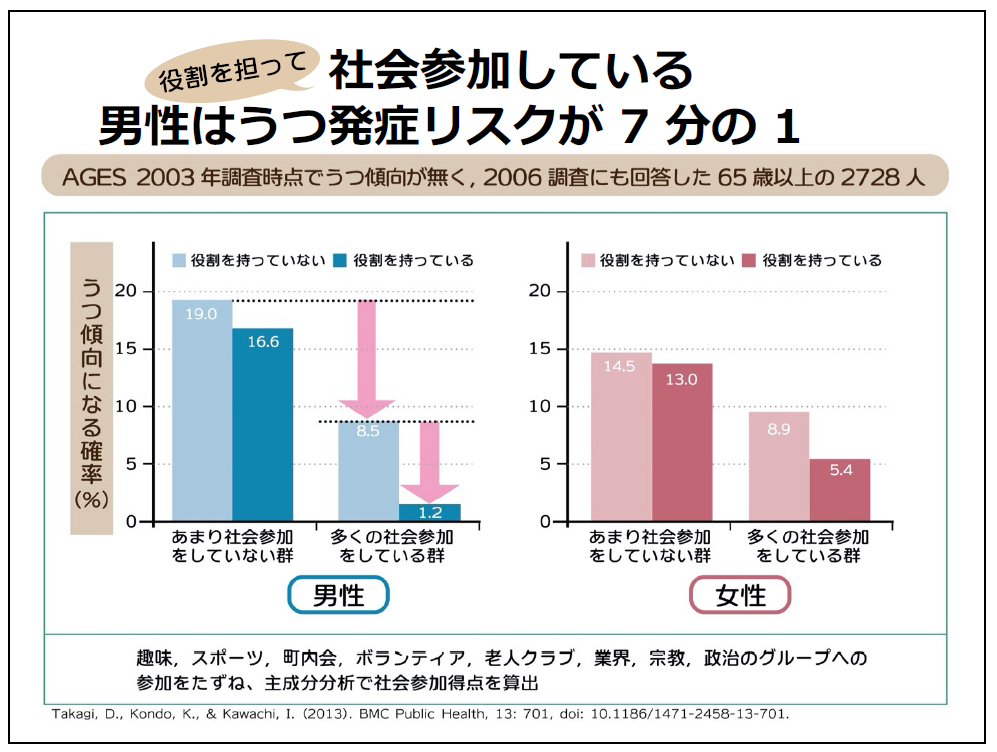 役割を担って 社会参加している
男性はうつ発症リスクが 7 分の 1
AGES 2003 年調査時点でうつ傾向が無く, 2006 調査にも回答した 65 歳以上の 2728 人
うつ傾向になる確率(%)
役割を持っていない 役割を持っている
20
15
10
5
0
19.0
16.6
8.5
1.2
あまり社会参加
をしていない群
多くの社会参加
をしている群
男性
役割を持っていない 役割を持っている
20
15
10
5
0
14.5
13.0
8.9
5.4
あまり社会参加
をしていない群
多くの社会参加
をしている群
女性
趣味, スポーツ, 町内会, ボランティア, 老人クラブ, 業界, 宗教, 政治のグループへの
参加をたずね、主成分分析で社会参加得点を算出
Takagi, D., Kondo, K., & Kawachi, I. (2013). BMC Public Health, 13: 701, doi: 10.1186/1471-2458-13-701.